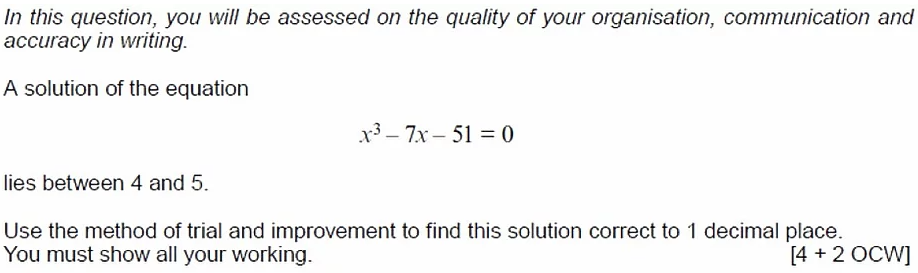 In this question, you will be assessed on the quality of your organisation, communication and
accuracy in writing.
A solution of the equation
x³ – 7x – 51 = 0
lies between 4 and 5.
Use the method of trial and improvement to find this solution correct to 1 decimal place.
You must show all your working. [4 + 2 OCW]